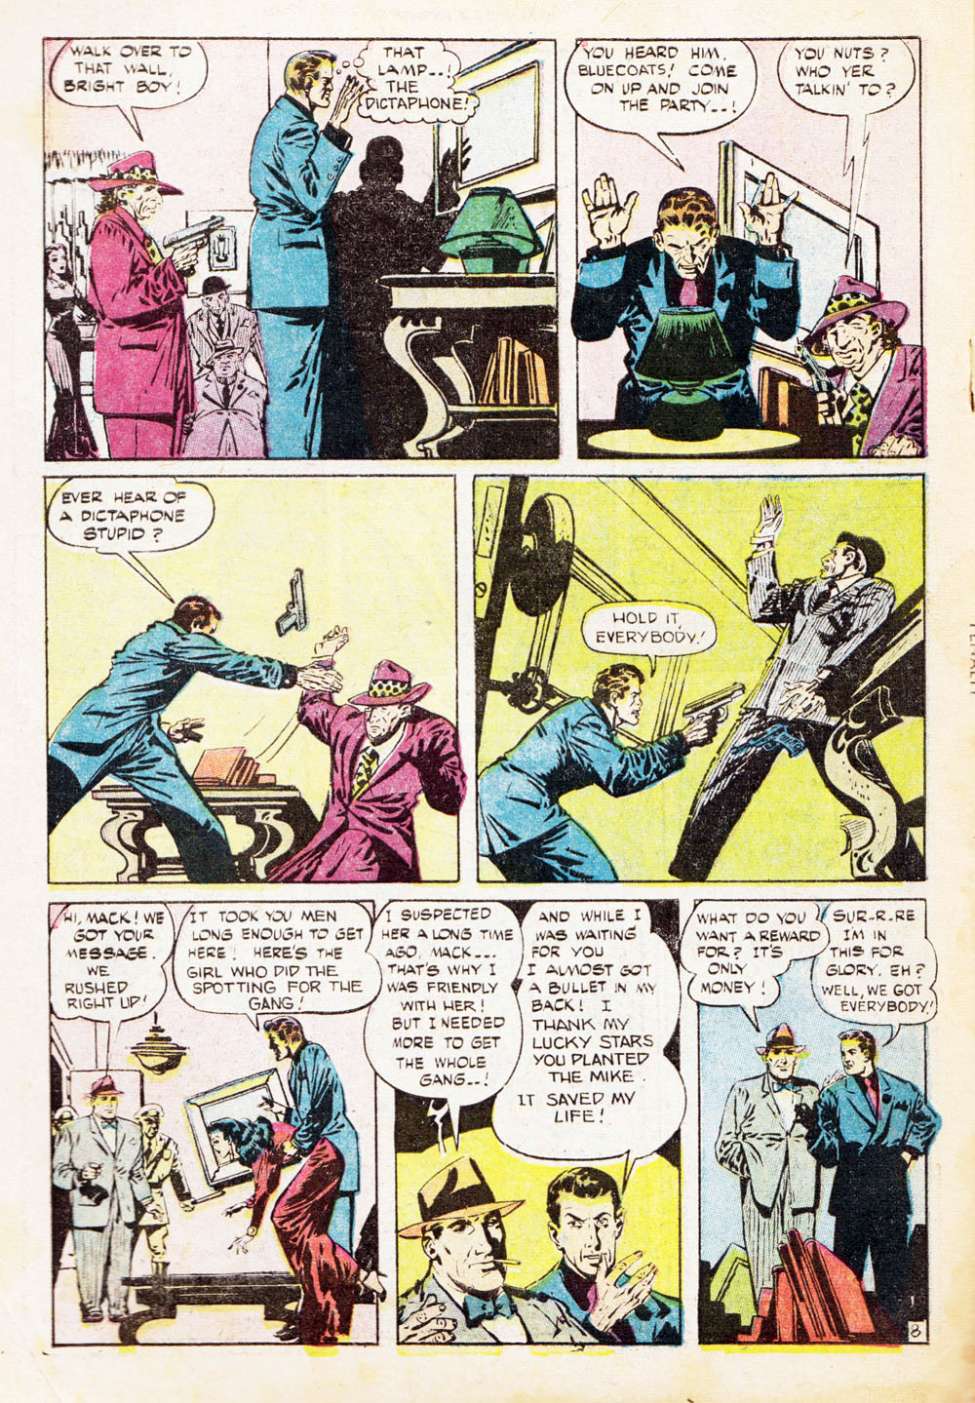 WALK OVER TO
THAT WALL,
BRIGHT BOY!
THAT
LAMP--!
THE
DICTAPHONE!
YOU HEARD HIM,
BLUECOATS! COME
ON UP AND JOIN
THE PARTY--!
YOU NUTS?
WHO YER
TALKIN' TO?
EVER HEAR OF
A DICTAPHONE
STUPID?
HOLD IT,
EVERYBODY!
HI, MACK! WE
GOT YOUR
MESSAGE.
WE
RUSHED
RIGHT UP!
IT TOOK YOU MEN
LONG ENOUGH TO GET
HERE! HERE'S THE
GIRL WHO DID THE
SPOTTING FOR THE
GANG!
I SUSPECTED
HER A LONG TIME
AGO, MACK---
THAT'S WHY I
WAS FRIENDLY
WITH HER!
BUT I NEEDED
MORE TO GET
THE WHOLE
GANG--!
AND WHILE I
WAS WAITING
FOR YOU
I ALMOST GOT
A BULLET IN MY
BACK! I
THANK MY
LUCKY STARS
YOU PLANTED
THE MIKE.
IT SAVED MY
LIFE!
WHAT DO YOU
WANT A REWARD
FOR? IT'S
ONLY
MONEY!
SUR-R-RE
I'M IN
THIS FOR
GLORY. EH?
WELL, WE GOT
EVERYBODY!
1
8